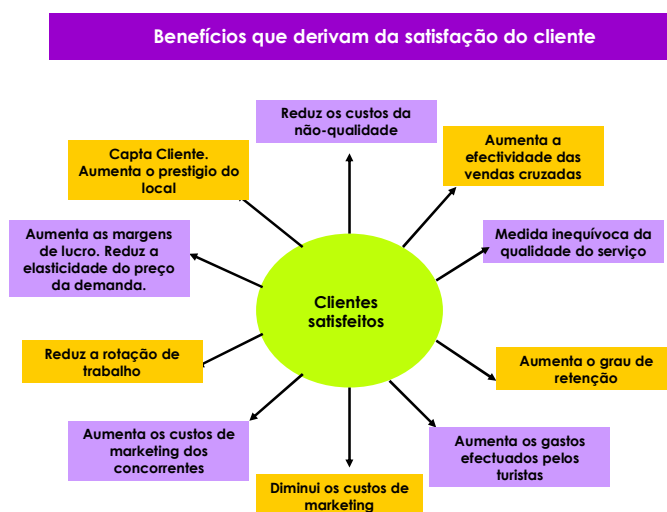 Benefícios que derivam da satisfação do cliente
Reduz os custos da
não-qualidade
Aumenta a
efectividade das
vendas cruzadas
Capta Cliente.
Aumenta o prestigio do
local
Medida inequívoca da
qualidade do serviço
Aumenta as margens
de lucro. Reduz a
elasticidade do preço
da demanda.
Clientes
satisfeitos
Reduz a rotação de
trabalho
Aumenta o grau de
retenção
Aumenta os custos de
marketing dos
concorrentes
Aumenta os gastos
efectuados pelos
turistas
Diminui os custos de
marketing